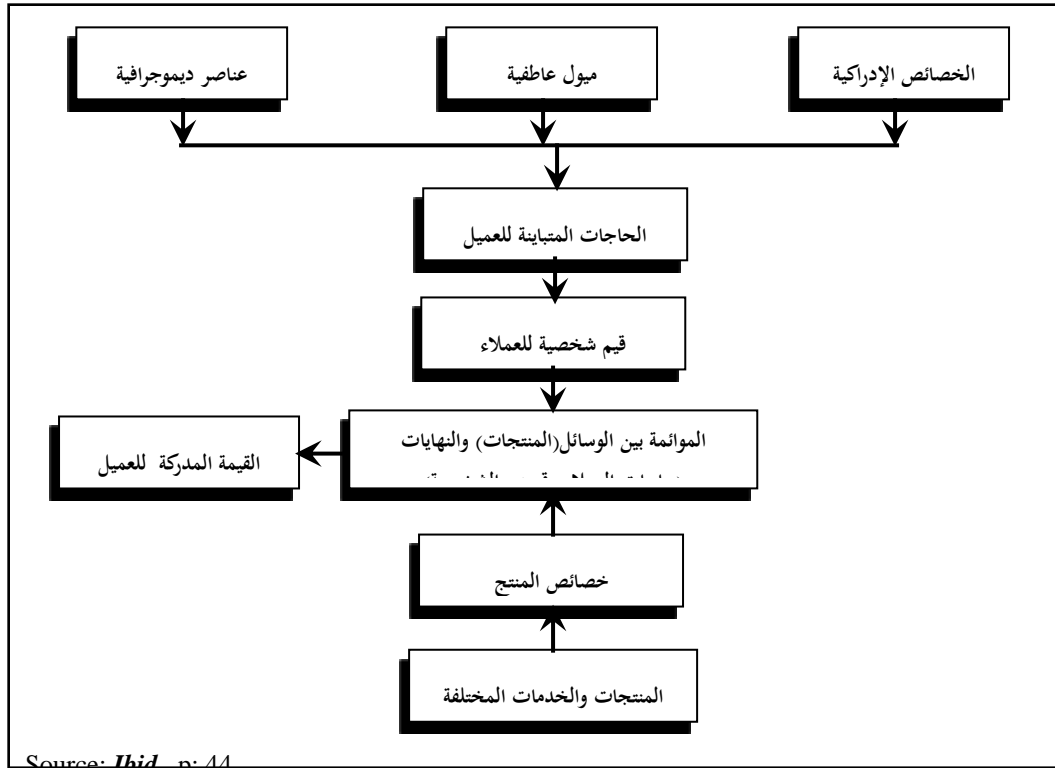 الخصائص الإدراكية
ميول عاطفية
عناصر ديموجرافية
الحاجات المتباينة للعميل
قيم شخصية للعملاء
الموائمة بين الوسائل(المنتجات) والنهايات
القيمة المدركة للعميل
خصائص المنتج
المنتجات والخدمات المختلفة
Source: Ibid, p: 44